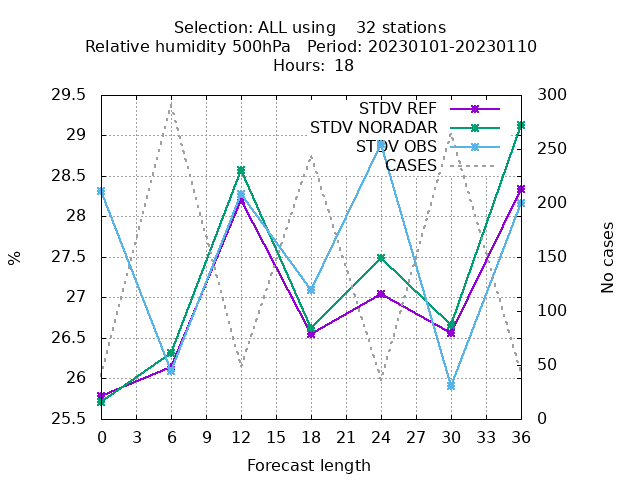 Selection: ALL using    32 stations
Relative humidity 500hPa   Period: 20230101-20230110
Hours: 18
STDV REF
STDV NORADAR
STDV OBS
CASES
29.5
29
28.5
28
27.5
27
26.5
26
25.5
%
300
250
200
150
100
50
0
No cases
0 3 6 9 12 15 18 21 24 27 30 33 36
Forecast length